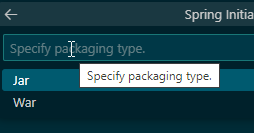 Spring Initia
Specify packaging type.
Jar
Specify packaging type.
War